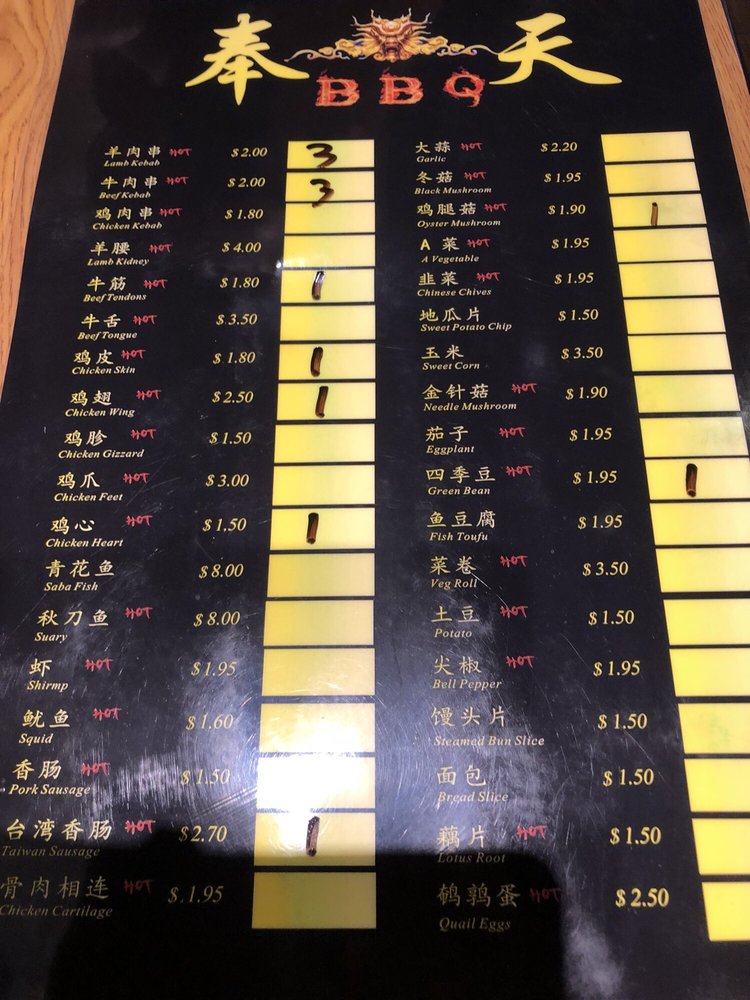 奉天
BBQ
羊肉串 HOT $2.00 3
Lamb Kebab
牛肉串 HOT $2.00 3
Beef Kebab
鸡肉串 HOT $1.80
Chicken Kebab
羊腰 HOT $4.00
Lamb Kidney
牛筋 HOT $1.80 1
Beef Tendons
牛舌 HOT $3.50
Beef Tongue
鸡皮 HOT $1.80 1
Chicken Skin
鸡翅 HOT $2.50 1
Chicken Wing
鸡胗 HOT $1.50
Chicken Gizzard
鸡爪 HOT $3.00
Chicken Feet
鸡心 HOT $1.50 1
Chicken Heart
青花鱼 $8.00
Saba Fish
秋刀鱼 HOT $8.00
Suary
虾 HOT $1.95
Shirmp
鱿鱼 HOT $1.60
Squid
香肠 HOT $1.50
Pork Sausage
台湾香肠 HOT $2.70 1
Taiwan Sausage
骨肉相连 HOT $1.95
Chicken Cartilage
大蒜 HOT $2.20
Garlic
冬菇 HOT $1.95
Black Mushroom
鸡腿菇 HOT $1.90 1
Oyster Mushroom
A菜 HOT $1.95
A Vegetable
韭菜 HOT $1.95
Chinese Chives
地瓜片 $1.50
Sweet Potato Chip
玉米 $3.50
Sweet Corn
金针菇 HOT $1.90
Needle Mushroom
茄子 HOT $1.95
Eggplant
四季豆 HOT $1.95 1
Green Bean
鱼豆腐 $1.95
Fish Toufu
菜卷 HOT $3.50
Veg Roll
土豆 HOT $1.50
Potato
尖椒 HOT $1.95
Bell Pepper
馒头片 $1.50
Steamed Bun Slice
面包 $1.50
Bread Slice
藕片 HOT $1.50
Lotus Root
鹌鹑蛋 HOT $2.50
Quail Eggs